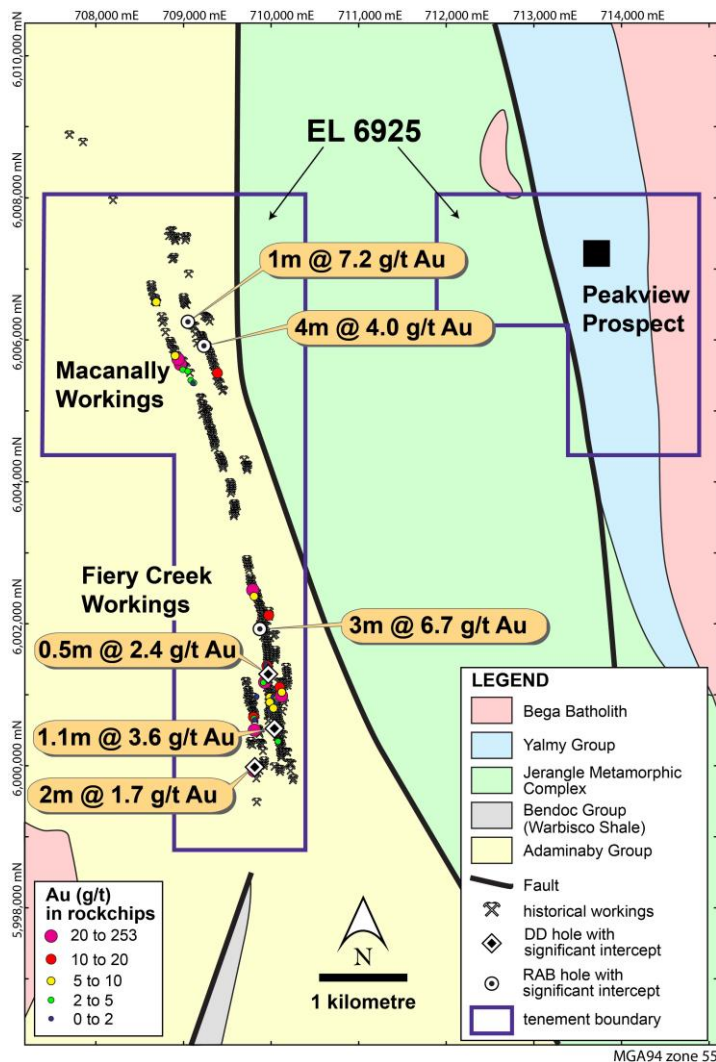 708,000 mE 709,000 mE 710,000 mE 711,000 mE 712,000 mE 713,000 mE 714,000 mE
6,010,000 mN
6,008,000 mN
6,006,000 mN
6,004,000 mN
6,002,000 mN
6,000,000 mN
5,998,000 mN
EL 6925
1m @ 7.2 g/t Au
4m @ 4.0 g/t Au
Peakview
Prospect
Macanally
Workings
Fiery Creek
Workings
3m @ 6.7 g/t Au
0.5m @ 2.4 g/t Au
1.1m @ 3.6 g/t Au
2m @ 1.7 g/t Au
Au (g/t)
in rockchips
20 to 253
10 to 20
5 to 10
2 to 5
0 to 2
N
1 kilometre
LEGEND
Bega Batholith
Yalmy Group
Jerangle Metamorphic
Complex
Bendoc Group
(Warbisco Shale)
Adaminaby Group
Fault
historical workings
DD hole with
significant intercept
RAB hole with
significant intercept
tenement boundary
MGA94 zone 55